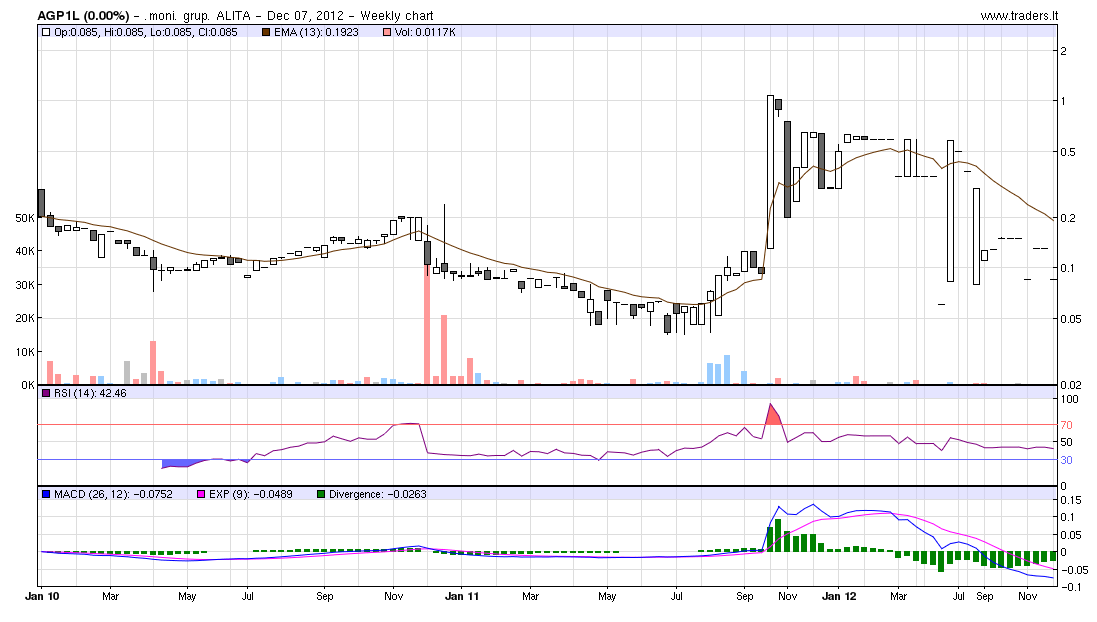 AGP1L (0.00%) - .moni. grup. ALITA - Dec 07, 2012 - Weekly chart www.traders.lt
Op:0.085, Hi:0.085, Lo:0.085, Cl:0.085 EMA (13): 0.1923 Vol: 0.0117K
2
1
0.5
50K 0.2
40K
30K 0.1
20K 0.05
10K
0K 0.02
RSI (14): 42.46 100
70
50
30
0
MACD (26, 12): -0.0752 EXP (9): -0.0489 Divergence: -0.0263 0.15
0.1
0.05
0
-0.05
-0.1
Jan 10 Mar May Jul Sep Nov Jan 11 Mar May Jul Sep Nov Jan 12 Mar Jul Sep Nov